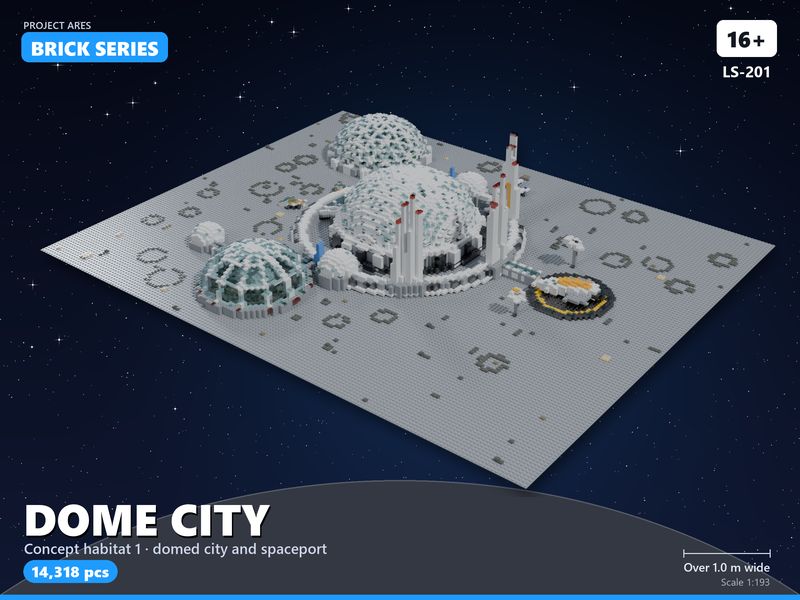 PROJECT ARES
BRICK SERIES
16+
LS-201
DOME CITY
Concept habitat 1 · domed city and spaceport
14,318 pcs
Over 1.0 m wide
Scale 1:193